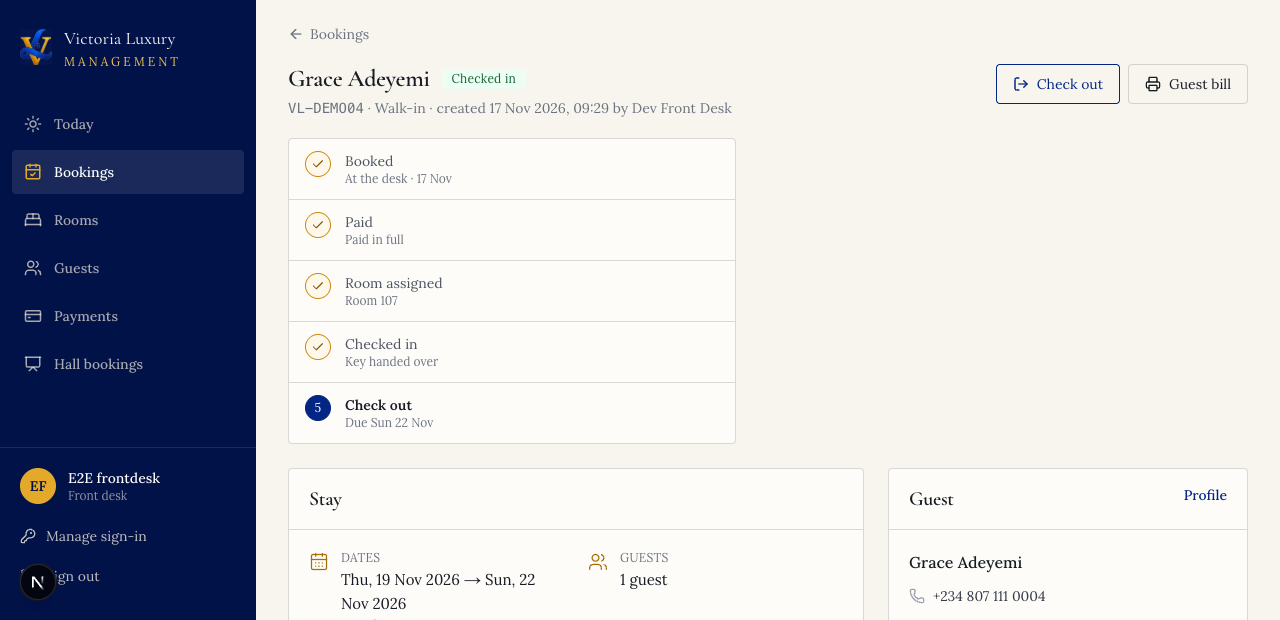 Victoria Luxury
MANAGEMENT
Today
Bookings
Rooms
Guests
Payments
Hall bookings
EF
E2E frontdesk
Front desk
Manage sign-in
ign out
N
Bookings
Grace Adeyemi
Checked in
VL-DEMO04 · Walk-in · created 17 Nov 2026, 09:29 by Dev Front Desk
Check out
Guest bill
Booked
At the desk · 17 Nov
Paid
Paid in full
Room assigned
Room 107
Checked in
Key handed over
5
Check out
Due Sun 22 Nov
Stay
DATES
Thu, 19 Nov 2026 → Sun, 22
Nov 2026
GUESTS
1 guest
Guest
Profile
Grace Adeyemi
+234 807 111 0004